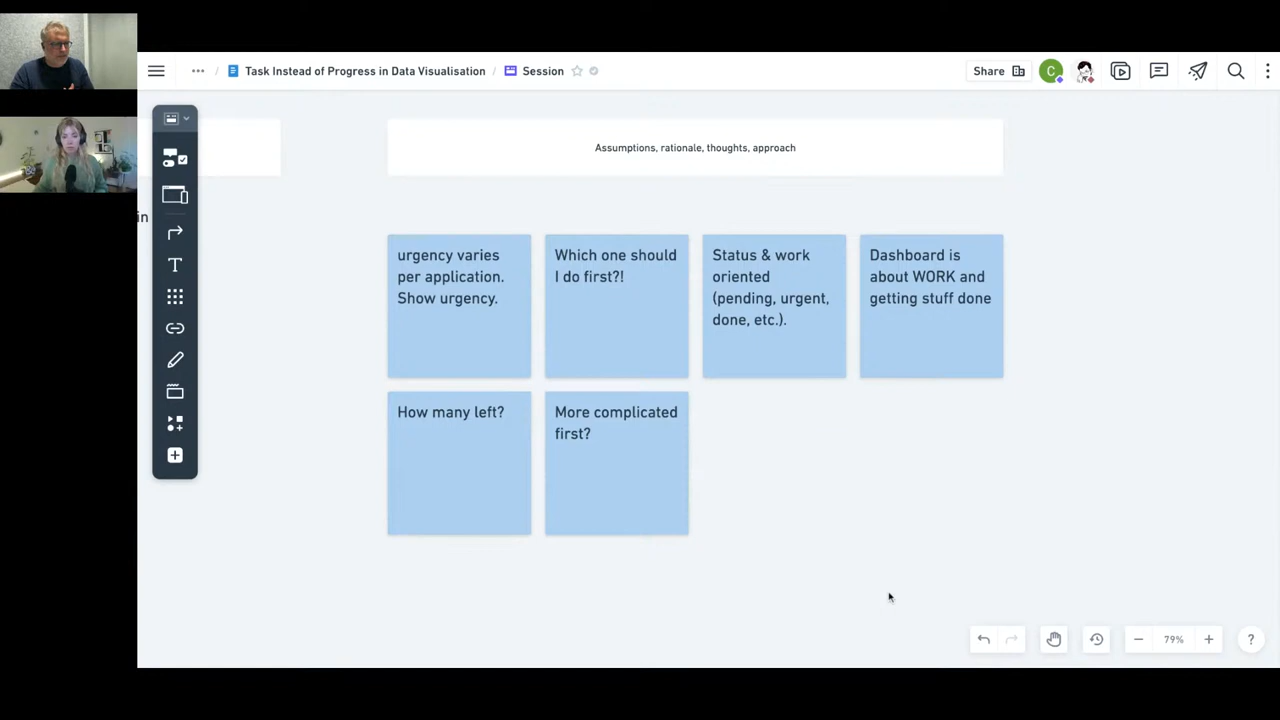 Task Instead of Progress in Data Visualisation / Session
Share
C
Assumptions, rationale, thoughts, approach
in
urgency varies
per application.
Show urgency.
Which one should
I do first?!
Status & work
oriented
(pending, urgent,
done, etc.).
Dashboard is
about WORK and
getting stuff done
How many left?
More complicated
first?
79%
?